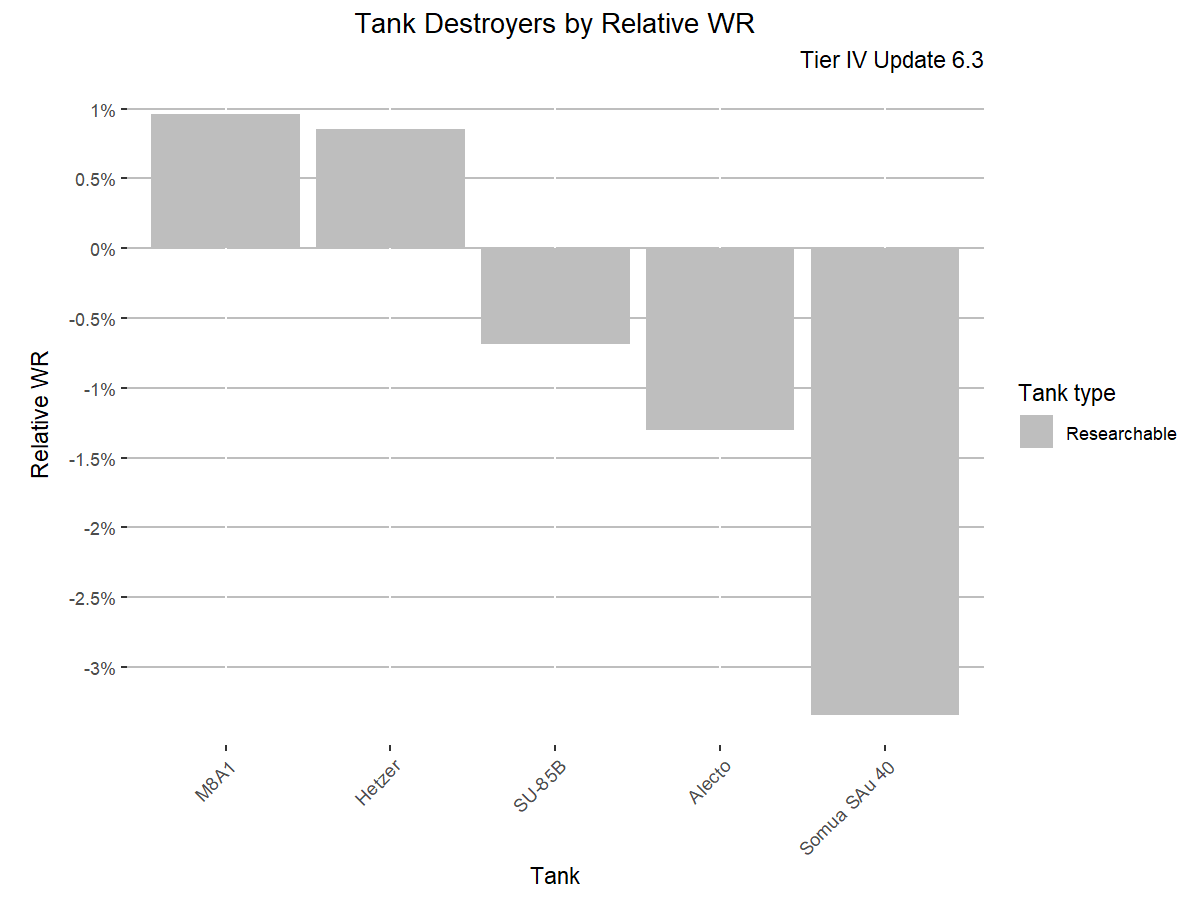 Tank Destroyers by Relative WR
Tier IV Update 6.3
1%
0.5%
0%
-0.5%
-1%
-1.5%
-2%
-2.5%
-3%
Relative WR
M8A1
Hetzer
SU-85B
Alecto
Somua SAu 40
Tank
Tank type
Researchable